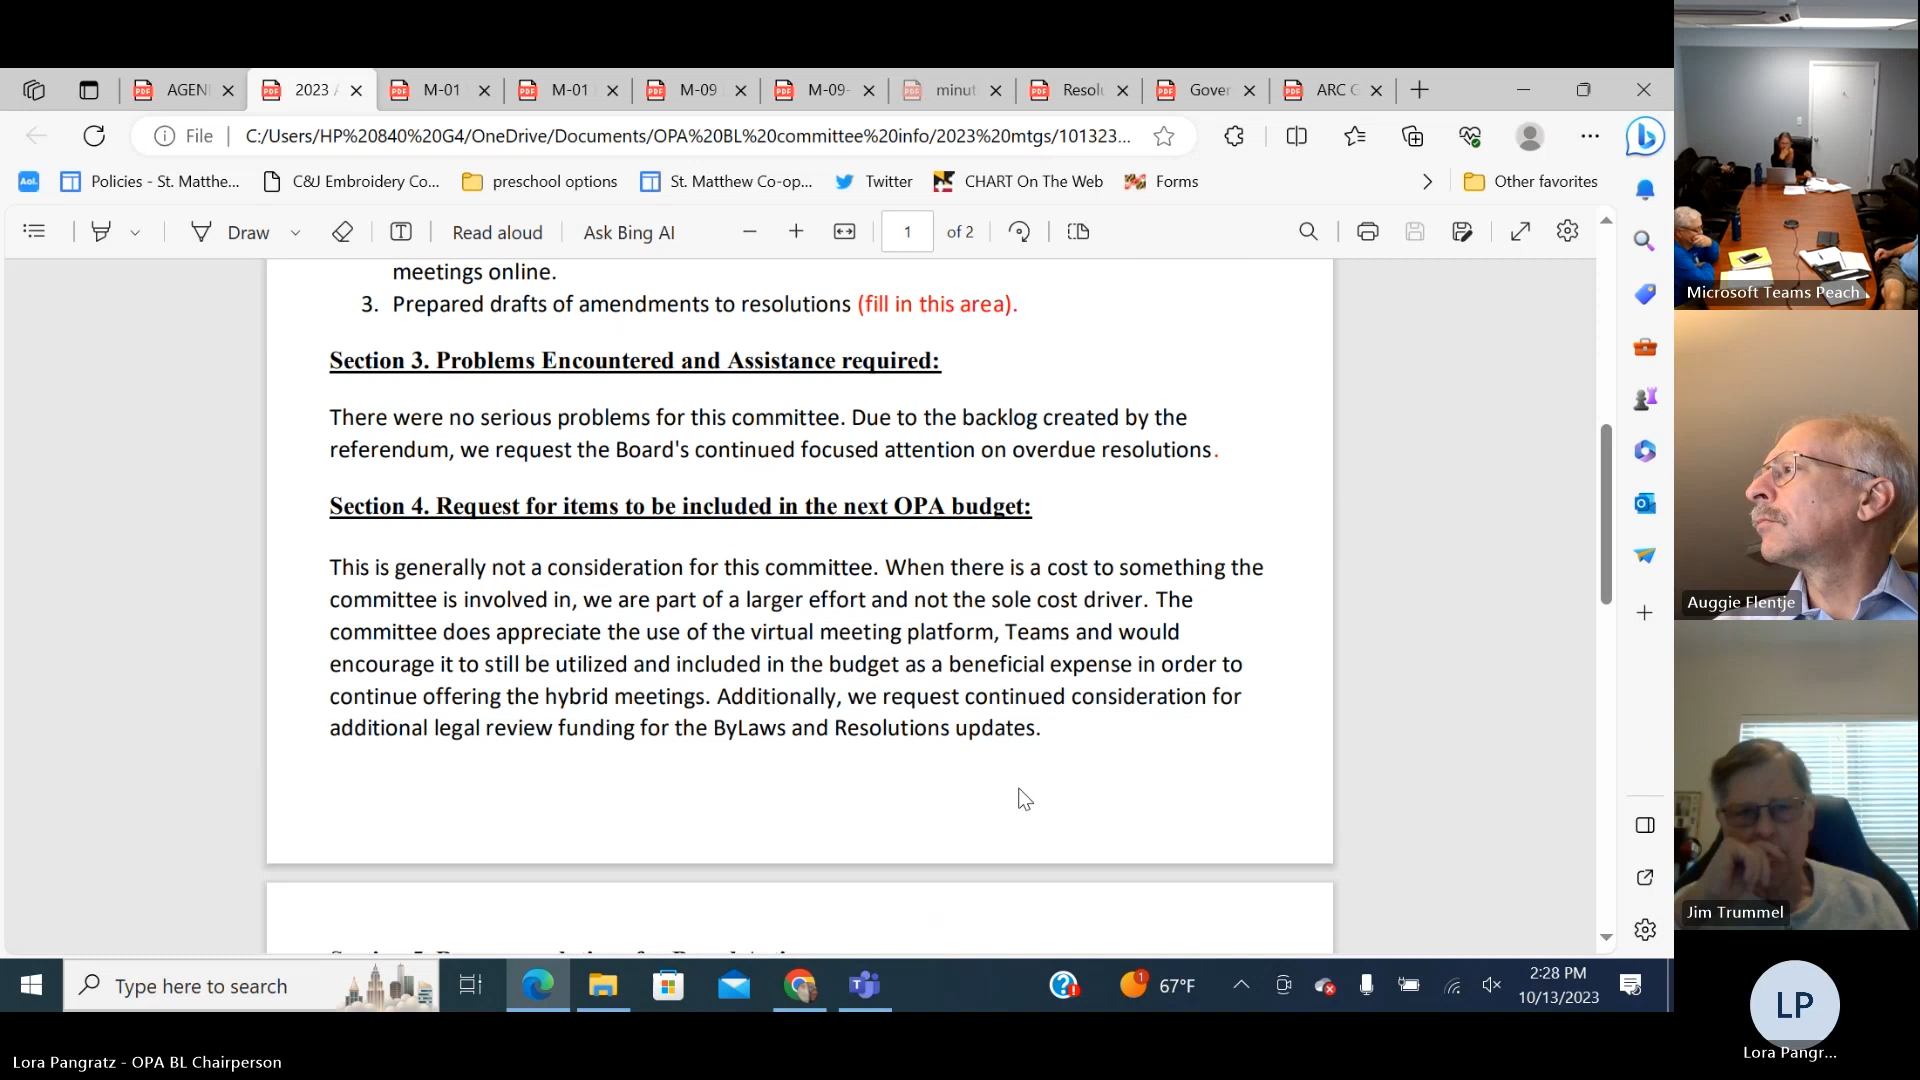 AGEN
2023
M-01
M-01
M-09
M-09-
minut
Resolu
Gover
ARC G
File
C:/Users/HP%20840%20G4/OneDrive/Documents/OPA%20BL%20committee%20info/2023%20mtgs/101323...
Aol.
Policies - St. Matthe...
C&J Embroidery Co...
preschool options
St. Matthew Co-op...
Twitter
CHART On The Web
Forms
Other favorites
Draw
Read aloud
Ask Bing AI
1
of 2
meetings online.
3. Prepared drafts of amendments to resolutions (fill in this area).
Section 3. Problems Encountered and Assistance required:
There were no serious problems for this committee. Due to the backlog created by the
referendum, we request the Board's continued focused attention on overdue resolutions.
Section 4. Request for items to be included in the next OPA budget:
This is generally not a consideration for this committee. When there is a cost to something the
committee is involved in, we are part of a larger effort and not the sole cost driver. The
committee does appreciate the use of the virtual meeting platform, Teams and would
encourage it to still be utilized and included in the budget as a beneficial expense in order to
continue offering the hybrid meetings. Additionally, we request continued consideration for
additional legal review funding for the ByLaws and Resolutions updates.
Type here to search
1
67°F
2:28 PM
10/13/2023
Microsoft Teams Peach
Auggie Flentje
Jim Trummel
LP
Lora Pangr...
Lora Pangratz - OPA BL Chairperson